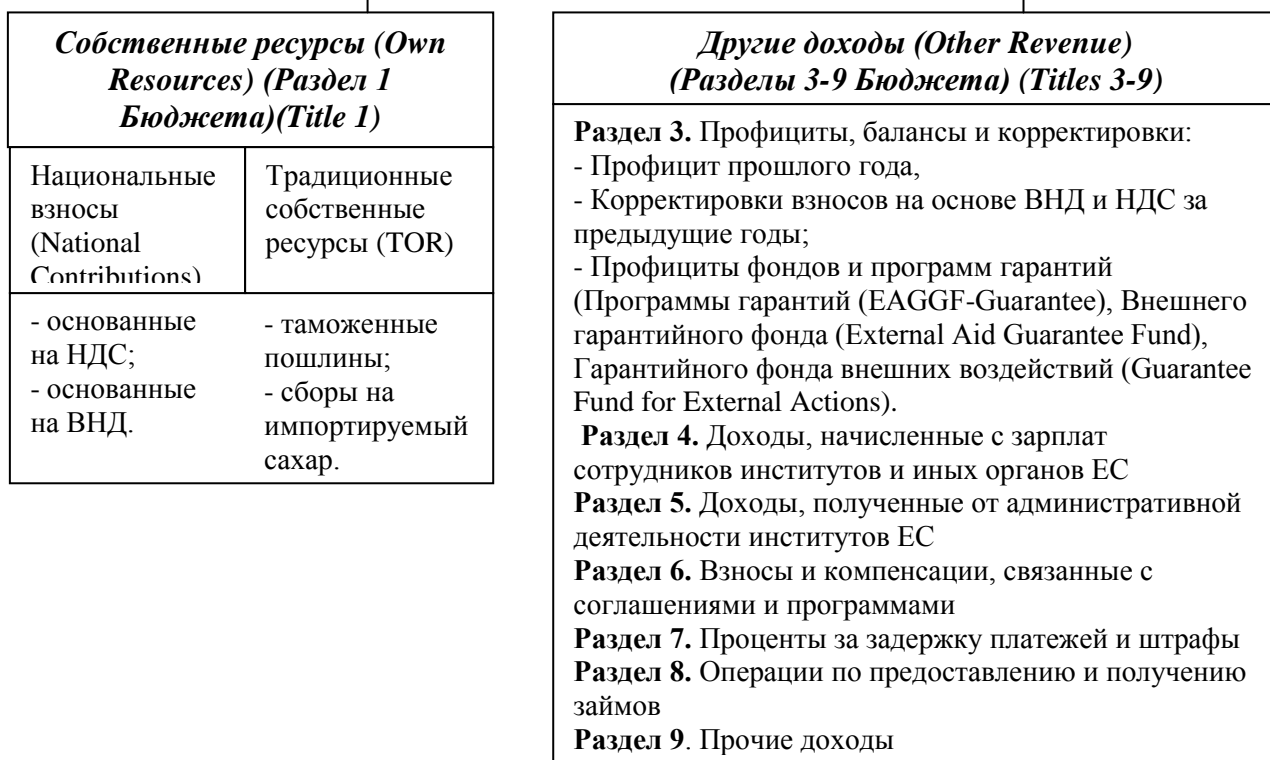 Собственные ресурсы (Own
Resources) (Раздел 1
Бюджета)(Title 1)
Национальные
взносы
(National
Contributions)
Традиционные
собственные
ресурсы (TOR)
- основанные
на НДС;
- основанные
на ВНД.
- таможенные
пошлины;
- сборы на
импортируемый
сахар.
Другие доходы (Other Revenue)
(Разделы 3-9 Бюджета) (Titles 3-9)
Раздел 3. Профициты, балансы и корректировки:
- Профицит прошлого года,
- Корректировки взносов на основе ВНД и НДС за
предыдущие годы;
- Профициты фондов и программ гарантий
(Программы гарантий (EAGGF-Guarantee), Внешнего
гарантийного фонда (External Aid Guarantee Fund),
Гарантийного фонда внешних воздействий (Guarantee
Fund for External Actions).
Раздел 4. Доходы, начисленные с зарплат
сотрудников институтов и иных органов ЕС
Раздел 5. Доходы, полученные от административной
деятельности институтов ЕС
Раздел 6. Взносы и компенсации, связанные с
соглашениями и программами
Раздел 7. Проценты за задержку платежей и штрафы
Раздел 8. Операции по предоставлению и получению
займов
Раздел 9. Прочие доходы